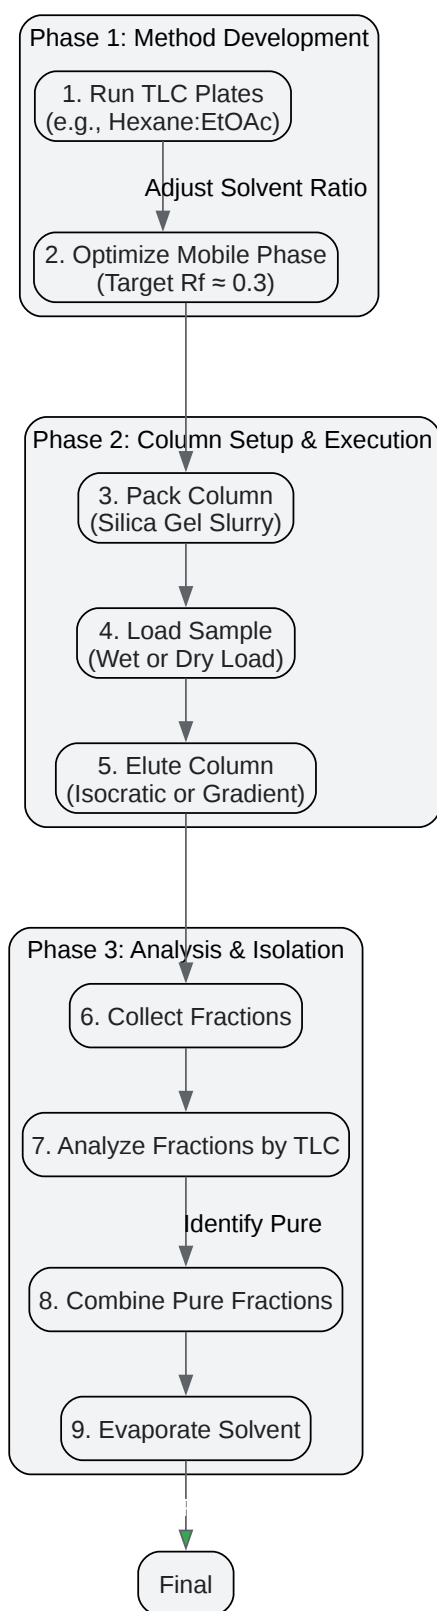 Phase 1: Method Development
1. Run TLC Plates
(e.g., Hexane:EtOAc)
Adjust Solvent Ratio
2. Optimize Mobile Phase
(Target Rf ≈ 0.3)
Phase 2: Column Setup & Execution
3. Pack Column
(Silica Gel Slurry)
4. Load Sample
(Wet or Dry Load)
5. Elute Column
(Isocratic or Gradient)
Phase 3: Analysis & Isolation
6. Collect Fractions
7. Analyze Fractions by TLC
Identify Pure
8. Combine Pure Fractions
9. Evaporate Solvent
Final